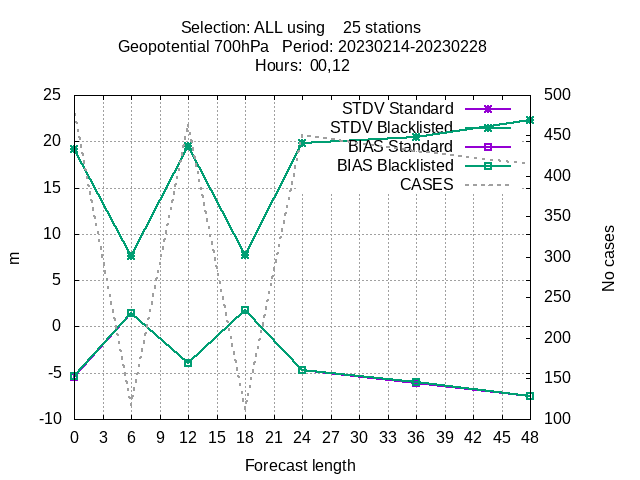 Selection: ALL using    25 stations
Geopotential 700hPa   Period: 20230214-20230228
Hours:  00,12
25
20
15
10
5
0
-5
-10
m
500
450
400
350
300
250
200
150
100
No cases
STDV Standard
STDV Blacklisted
BIAS Standard
BIAS Blacklisted
CASES
0 3 6 9 12 15 18 21 24 27 30 33 36 39 42 45 48
Forecast length